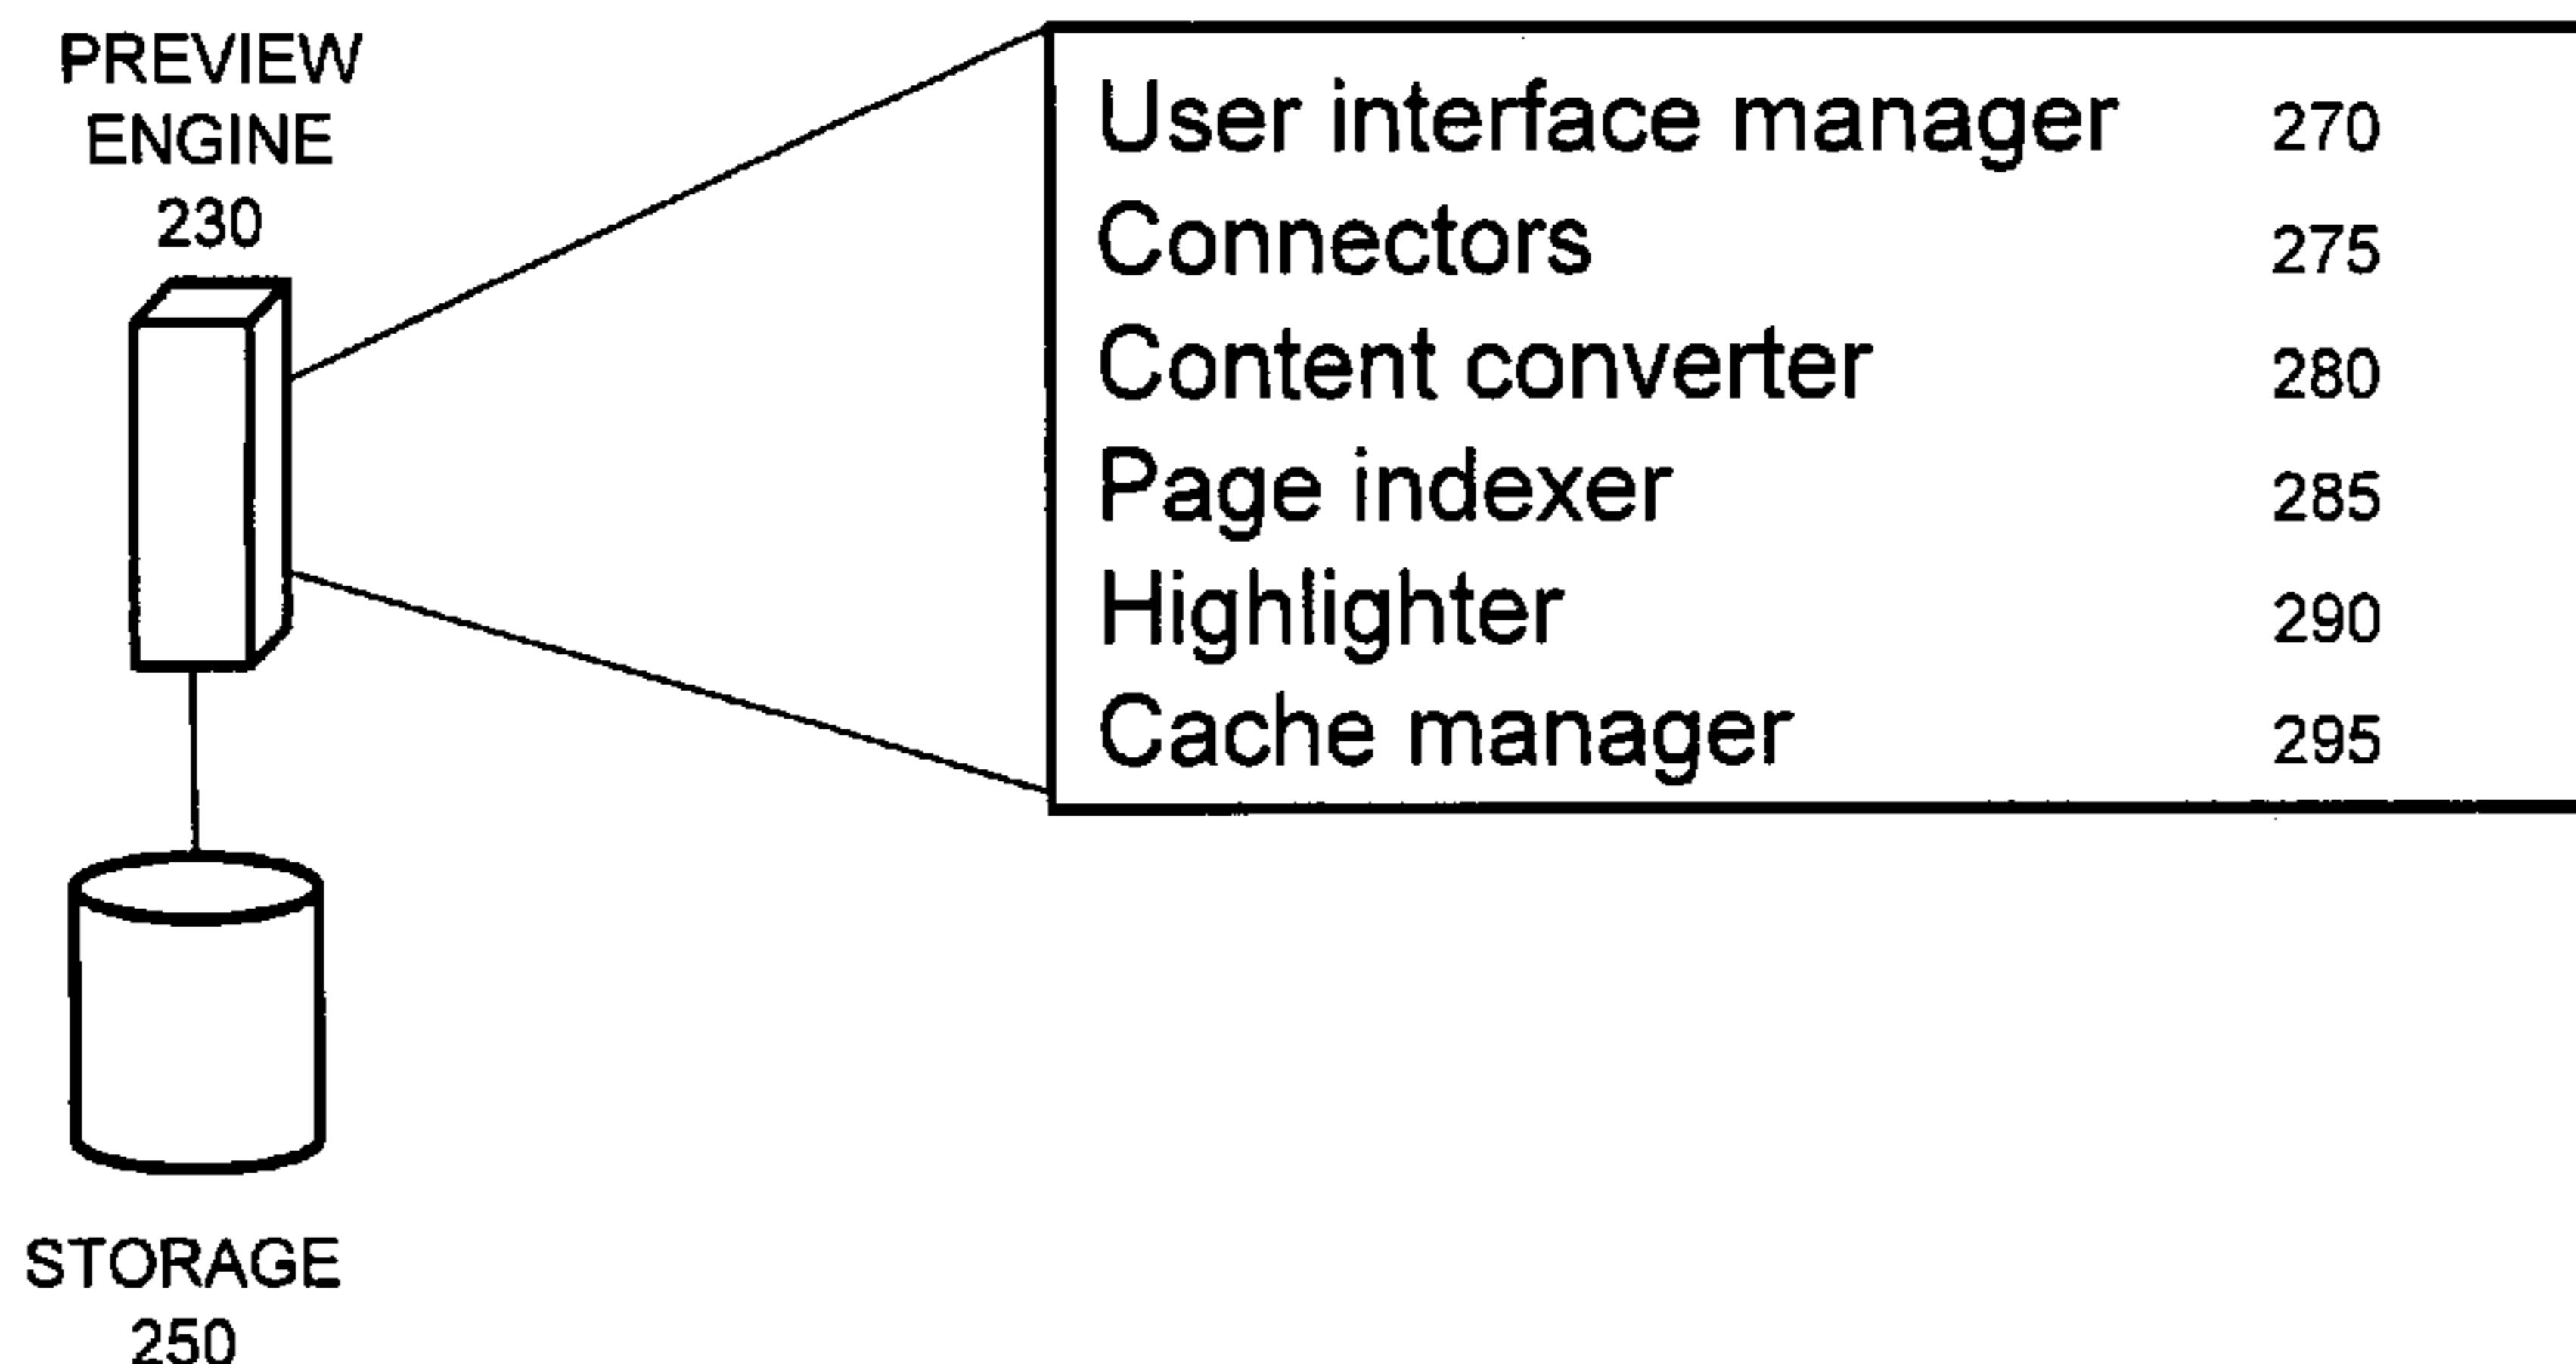 PREVIEW
ENGINE
230
User interface manager 270
Connectors 275
Content converter 280
Page indexer 285
Highlighter 290
Cache manager 295
STORAGE
250